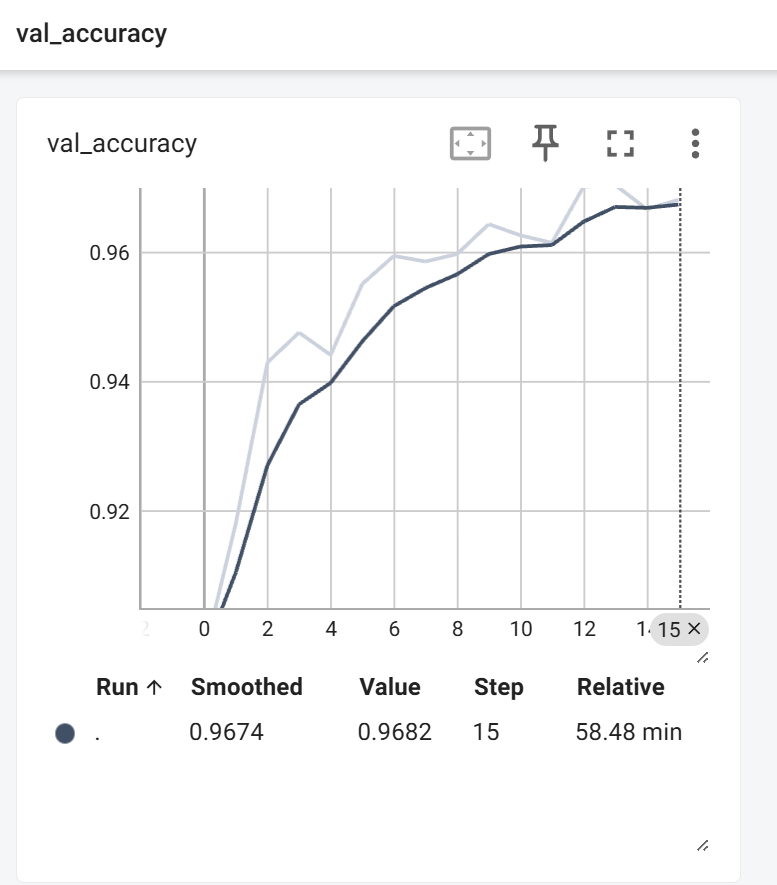 val_accuracy
val_accuracy
0.96
0.94
0.92
0 2 4 6 8 10 12 15 ×
Run ↑ Smoothed Value Step Relative
. 0.9674 0.9682 15 58.48 min